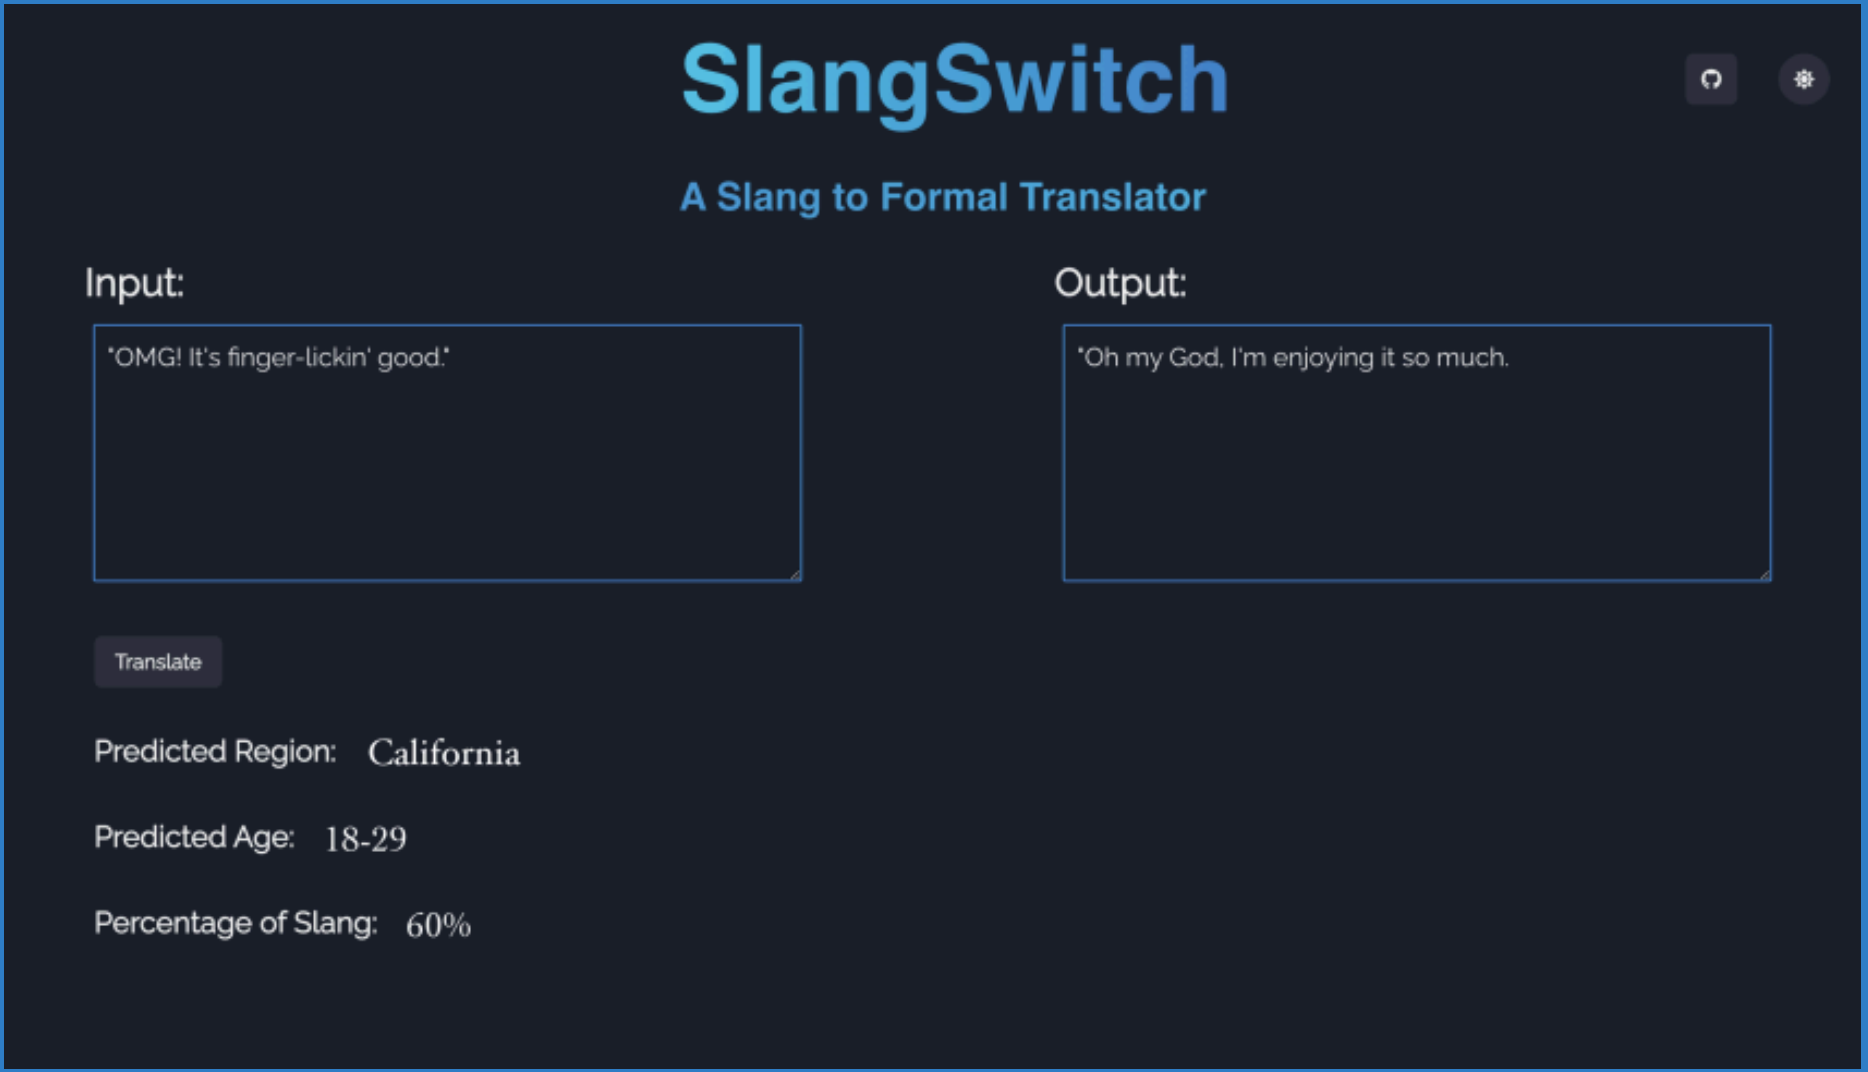 SlangSwitch
A Slang to Formal Translator
Input:
"OMG! It's finger-lickin' good."
Output:
"Oh my God, I'm enjoying it so much.
Translate
Predicted Region: California
Predicted Age: 18-29
Percentage of Slang: 60%